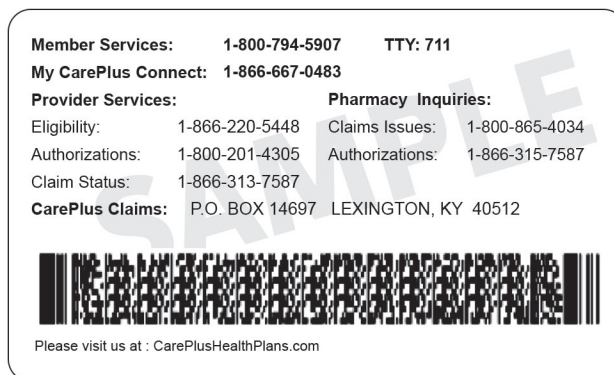 Member Services: 1-800-794-5907 TTY: 711
My CarePlus Connect: 1-866-667-0483
Provider Services: Pharmacy Inquiries:
Eligibility: 1-866-220-5448 Claims Issues: 1-800-865-4034
Authorizations: 1-800-201-4305 Authorizations: 1-866-315-7587
Claim Status: 1-866-313-7587
CarePlus Claims: P.O. BOX 14697 LEXINGTON, KY 40512
SAMPLE
Please visit us at : CarePlusHealthPlans.com